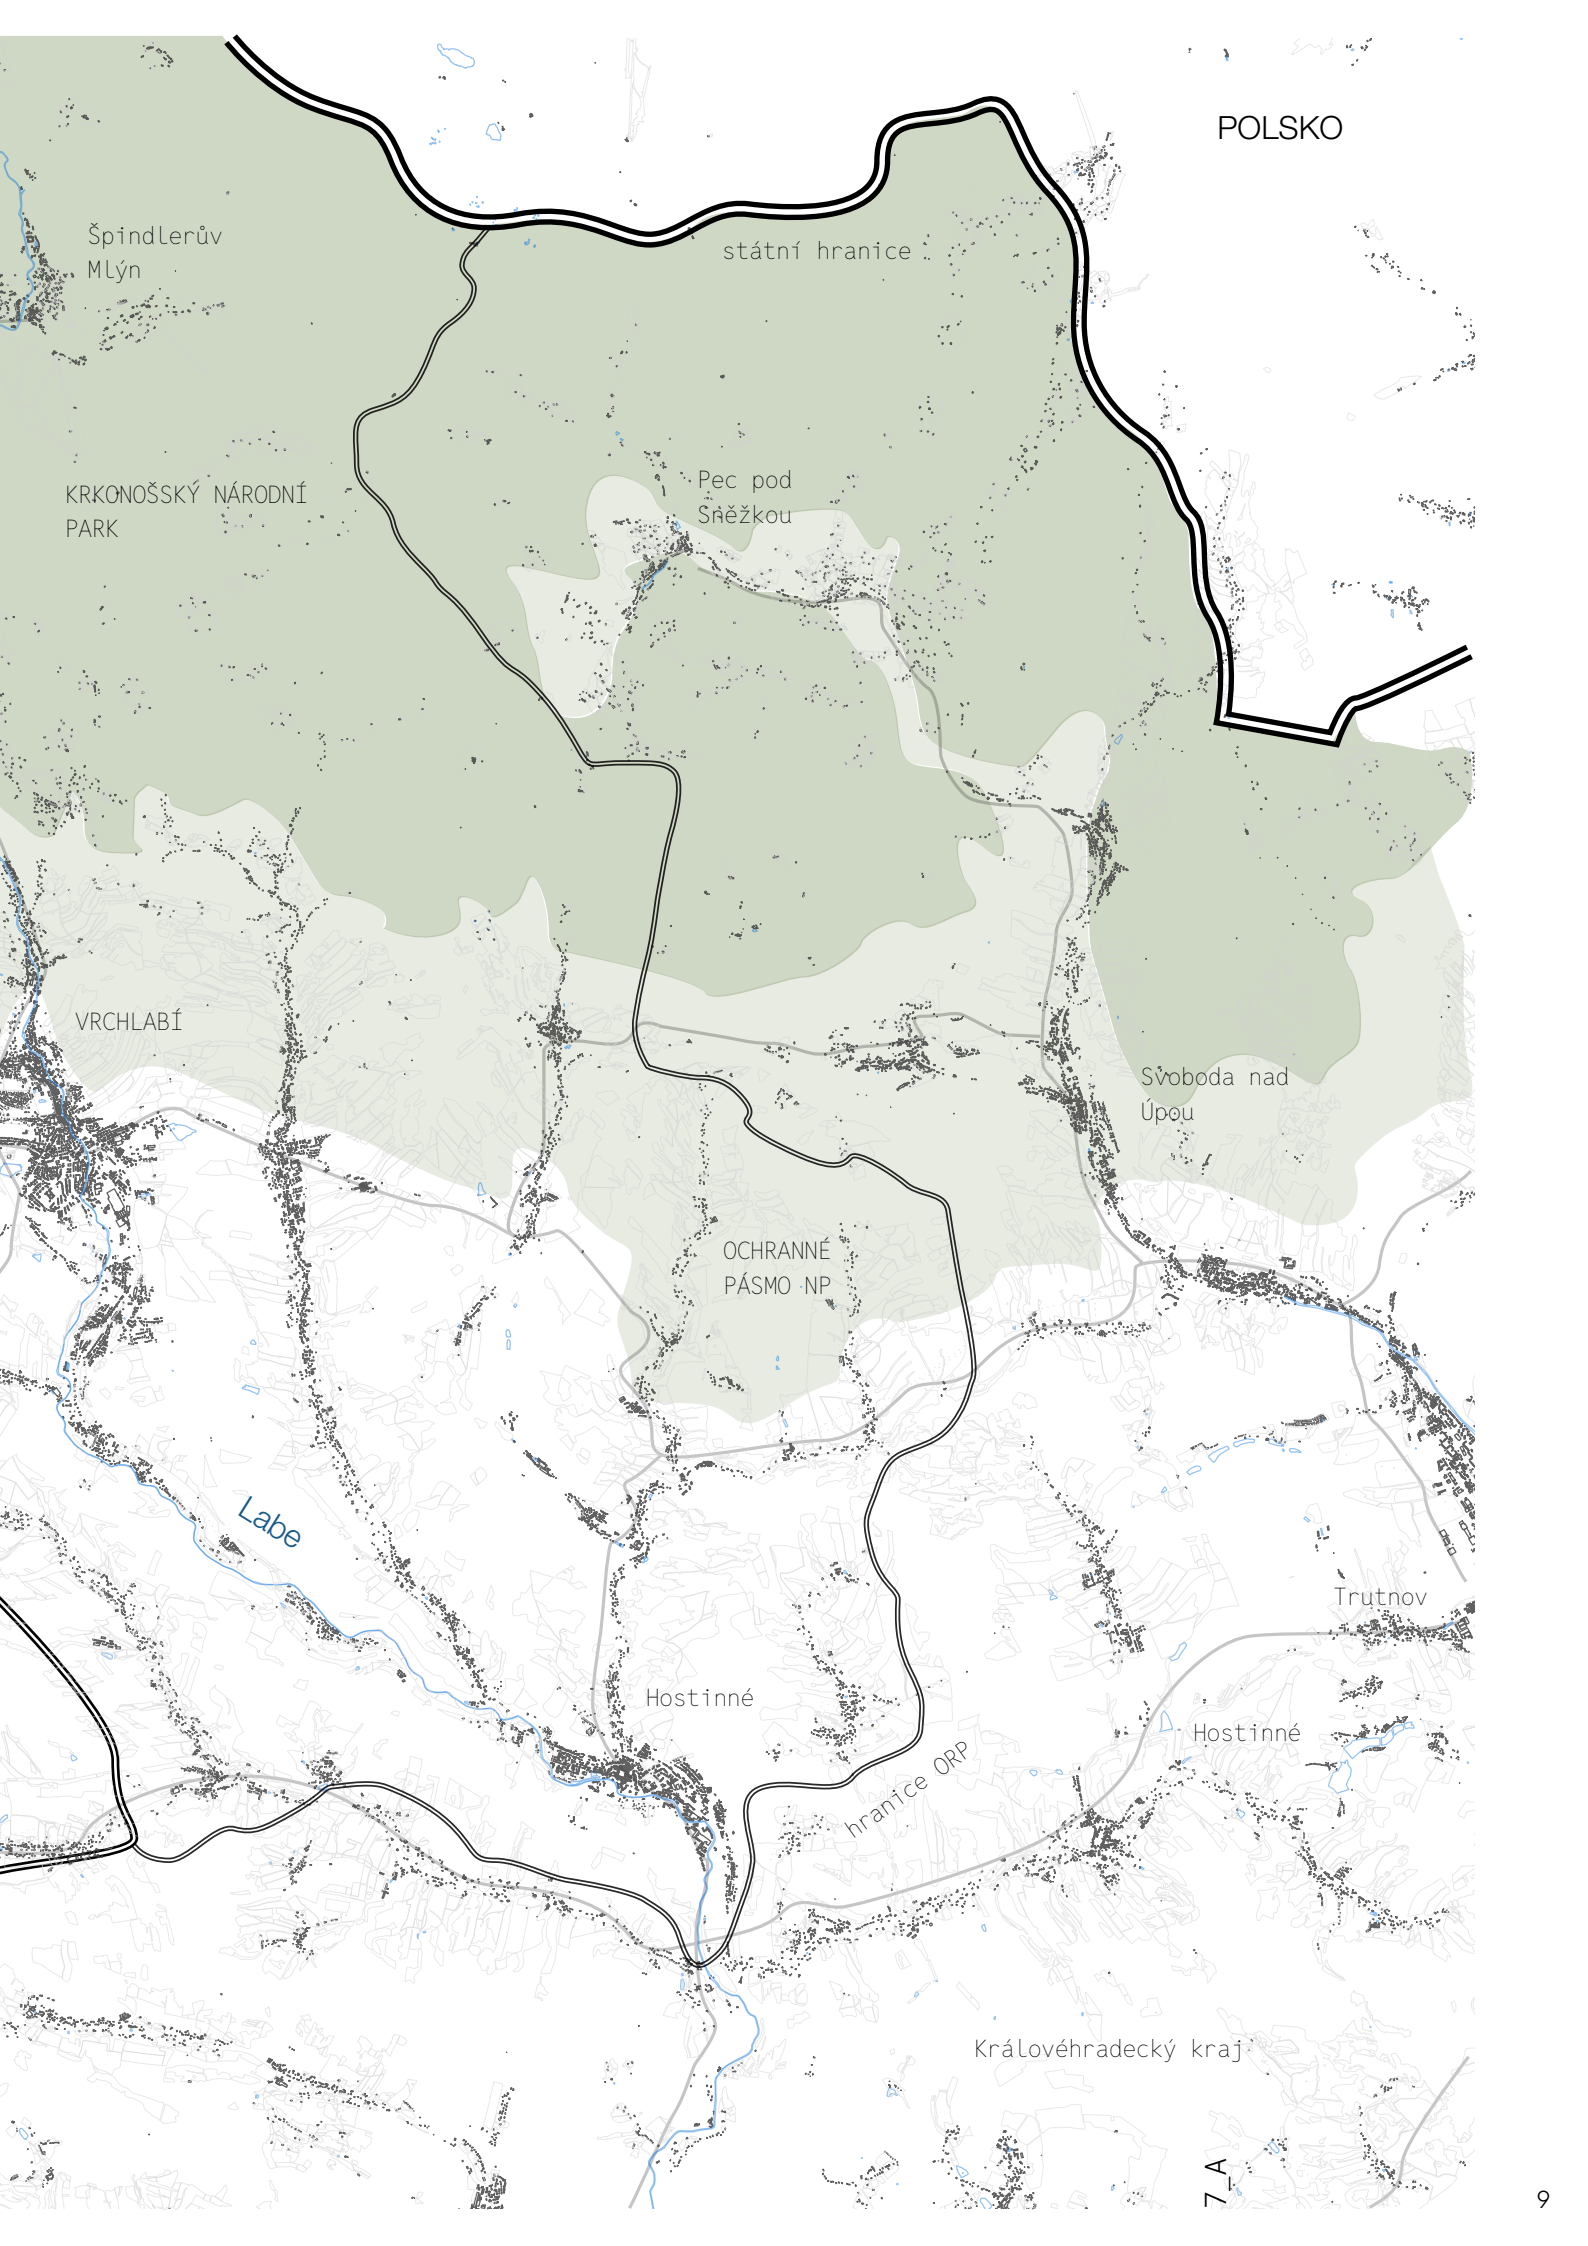 POLSKO
Špindlerův
Mlýn
státní hranice
Pec pod
Sněžkou
KRKONOŠSKÝ NÁRODNÍ
PARK
VRCHLABÍ
Svoboda nad
Úpou
OCHRANNÉ
PÁSMO NP
Labe
Trutnov
Hostinné
Hostinné
hranice ORP
Královéhradecký kraj
7_A
9